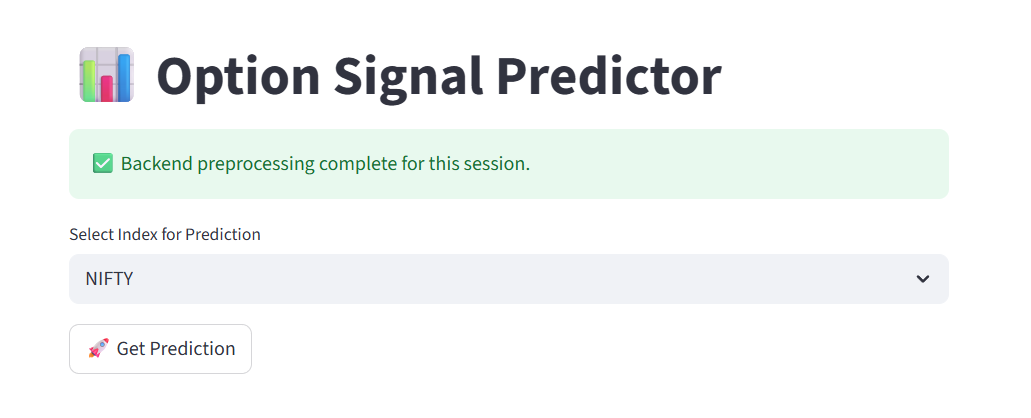 Option Signal Predictor
Backend preprocessing complete for this session.
Select Index for Prediction
NIFTY
Get Prediction